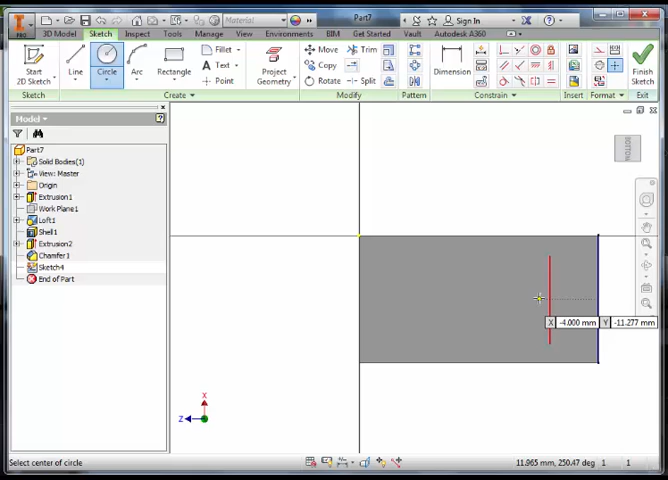 Material
Part7
Sign In
PRO
3D Model
Sketch
Inspect
Tools
Manage
View
Environments
BIM
Get Started
Vault
Autodesk A360
Start
2D Sketch
Line
Circle
Arc
Rectangle
Fillet
Text
Point
Project
Geometry
Move
Copy
Rotate
Trim
Split
Dimension
Finish
Sketch
Sketch
Create
Modify
Pattern
Constrain
Insert
Format
Exit
Model
Part7
Solid Bodies(1)
View: Master
Origin
Extrusion1
Work Plane1
Loft1
Shell1
Extrusion2
Chamfer1
Sketch4
End of Part
BOTTOM
X -4.000 mm Y -11.277 mm
X
Z
Select center of circle
11.965 mm, 250.47 deg 1 1